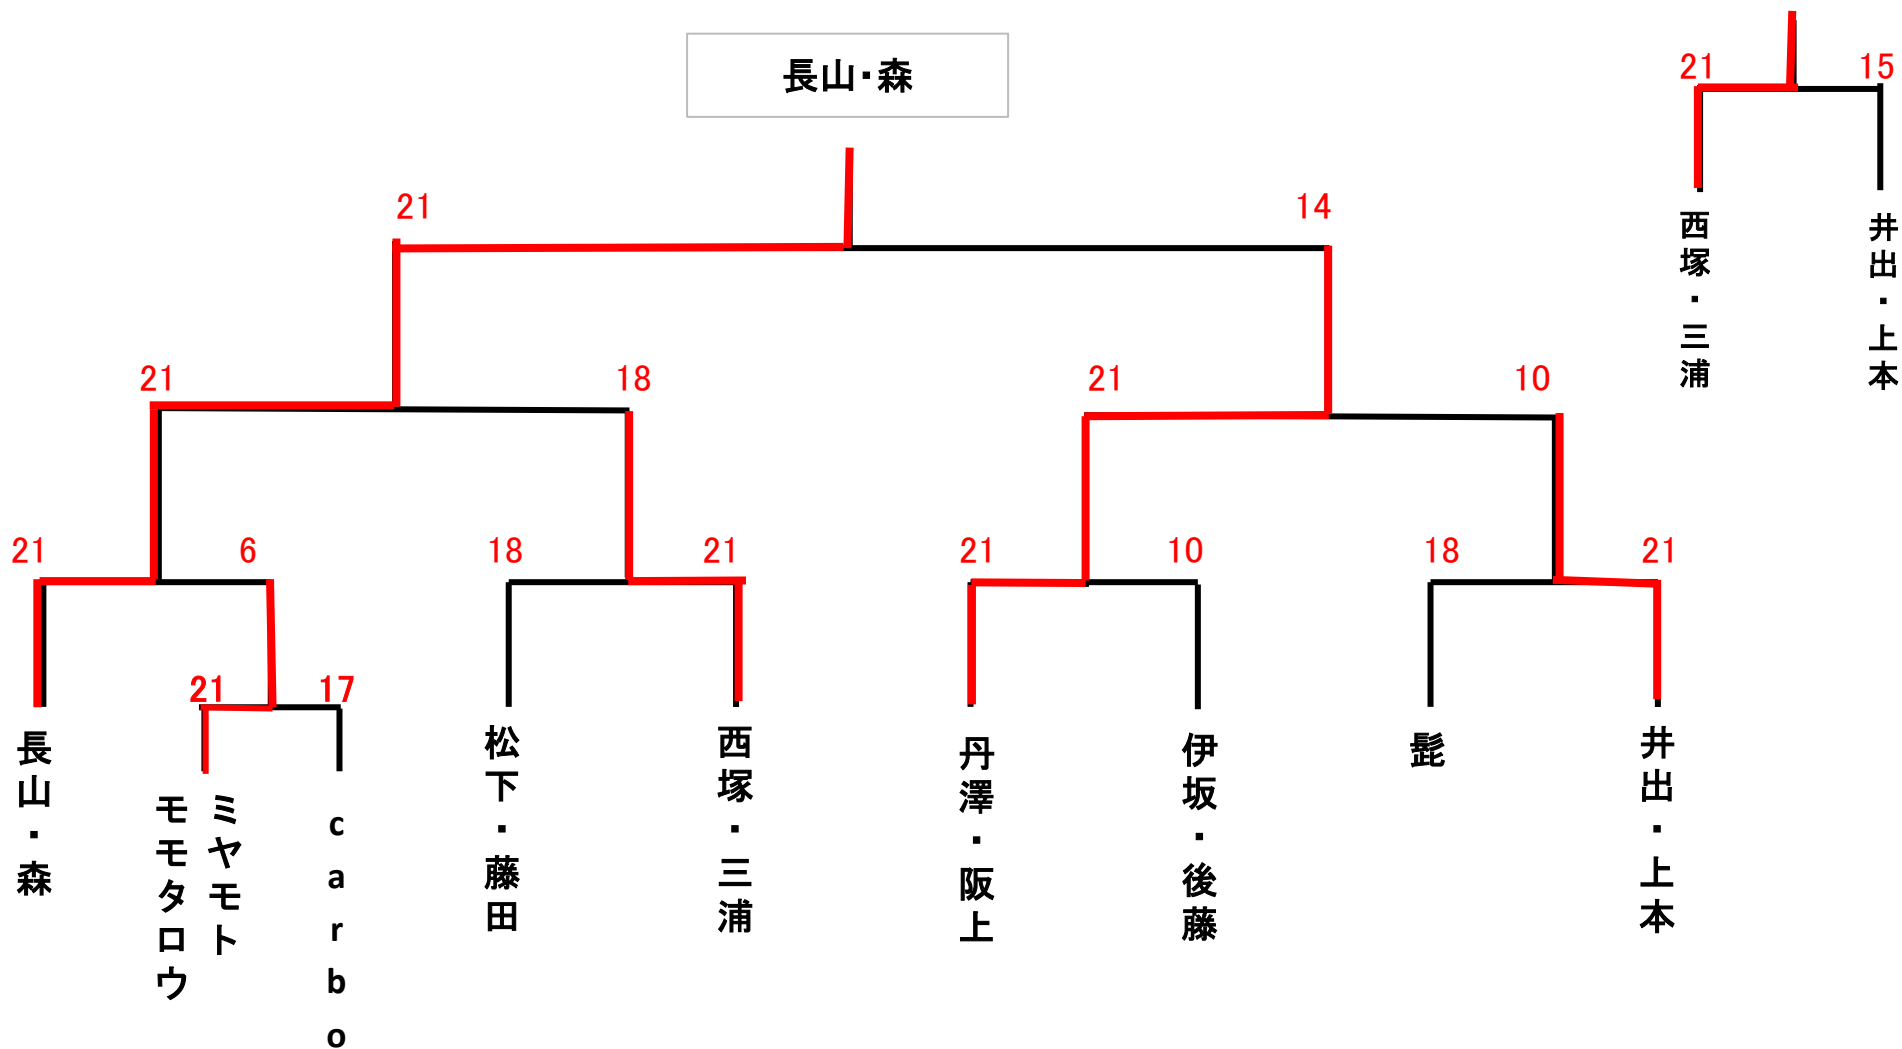 長山・森
21
15
西塚・三浦
井出・上本
21
14
21
18
21
10
21
6
18
21
21
10
18
21
21
17
長山・森
ミヤモト
モモタロウ
carbo
松下・藤田
西塚・三浦
丹澤・阪上
伊坂・後藤
髭
井出・上本